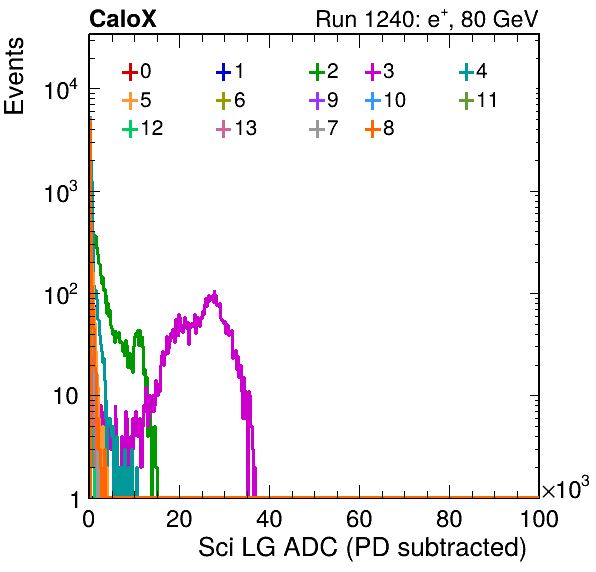 CaloX Run 1240: e⁺, 80 GeV
Events
0 1 2 3 4
5 6 9 10 11
12 13 7 8
10⁴
10³
10²
10
1
0 20 40 60 80 100
×10³
Sci LG ADC (PD subtracted)